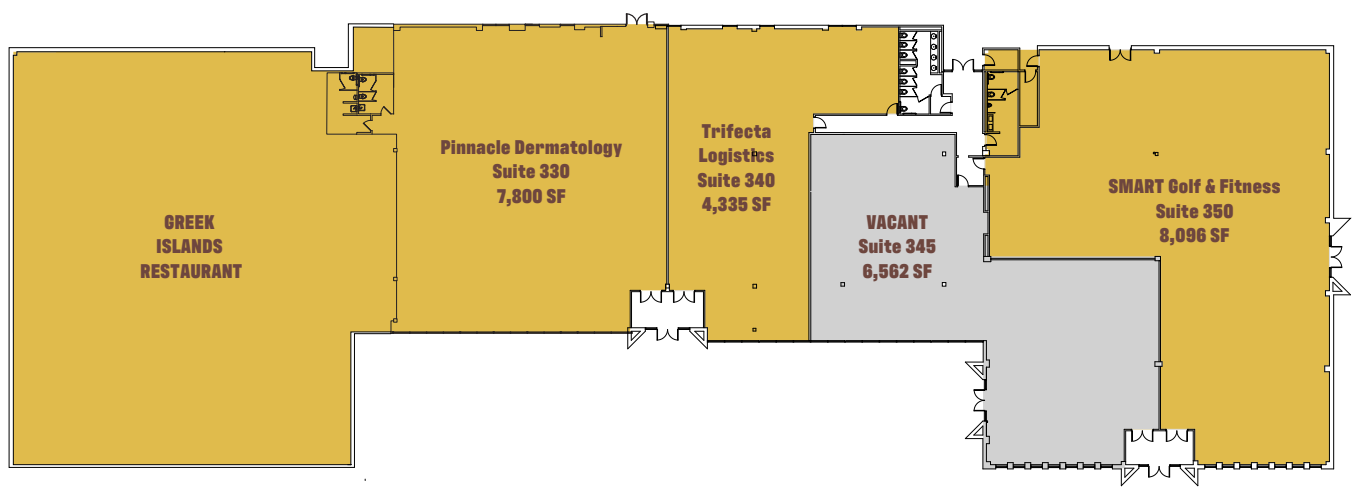 GREEK
ISLANDS
RESTAURANT
Pinnacle Dermatology
Suite 330
7,800 SF
Trifecta
Logistics
Suite 340
4,335 SF
VACANT
Suite 345
6,562 SF
SMART Golf & Fitness
Suite 350
8,096 SF